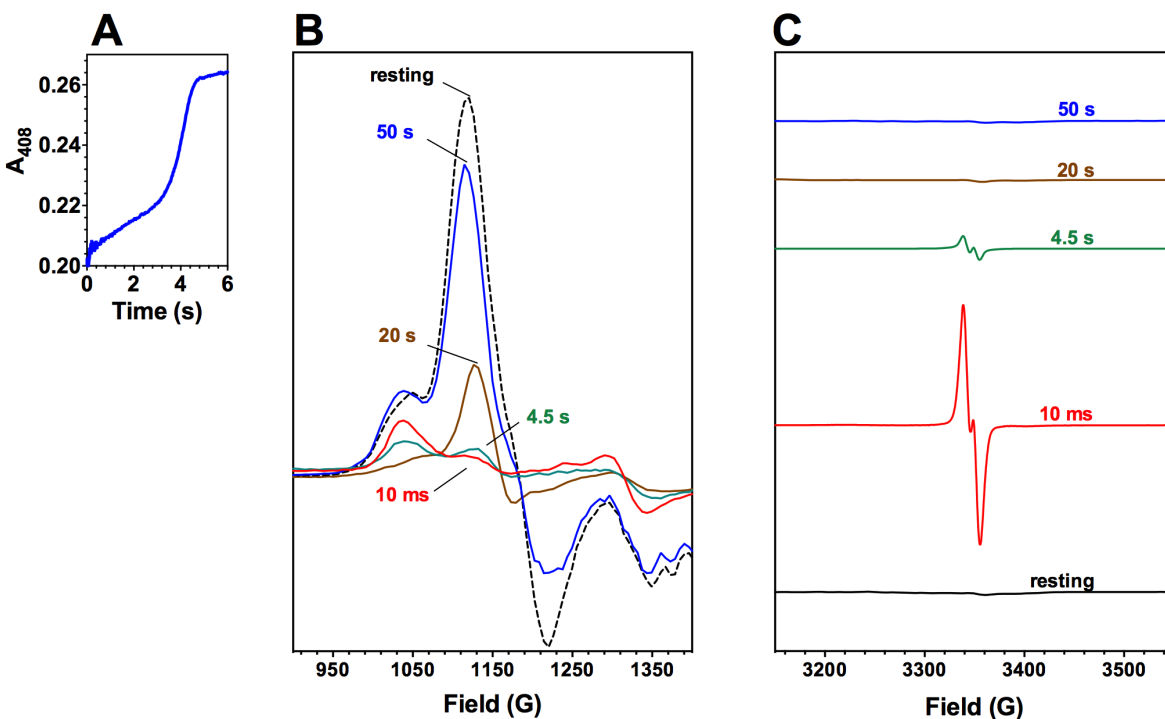 A
0.26
0.24
0.22
0.20
A408
0 2 4 6
Time (s)
B
resting
50 s
20 s
4.5 s
10 ms
950 1050 1150 1250 1350
Field (G)
C
50 s
20 s
4.5 s
10 ms
resting
3200 3300 3400 3500
Field (G)